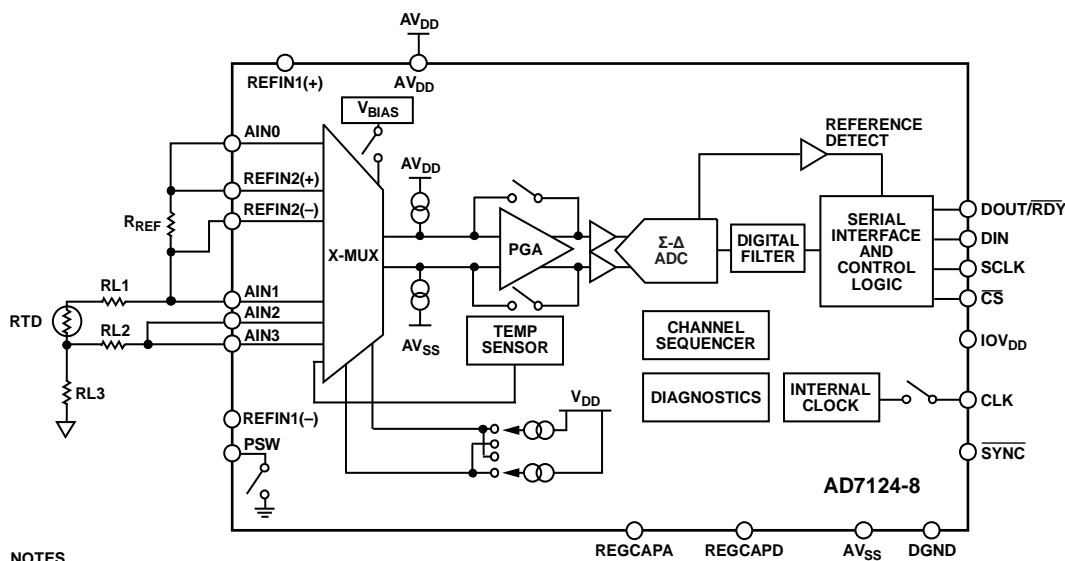 AVDD
REFIN1(+)
AVDD
VBIAS
AIN0
REFIN2(+)
REFIN2(–)
RREF
AVDD
REFERENCE
DETECT
X-MUX
PGA
Σ-Δ
ADC
DIGITAL
FILTER
SERIAL
INTERFACE
AND
CONTROL
LOGIC
DOUT/RDY
DIN
SCLK
CS
RL1
AIN1
RTD
RL2
AIN2
AIN3
AVSS
TEMP
SENSOR
CHANNEL
SEQUENCER
IOVDD
RL3
REFIN1(–)
VDD
DIAGNOSTICS
INTERNAL
CLOCK
CLK
PSW
SYNC
AD7124-8
REGCAPA
REGCAPD
AVSS
DGND
NOTES